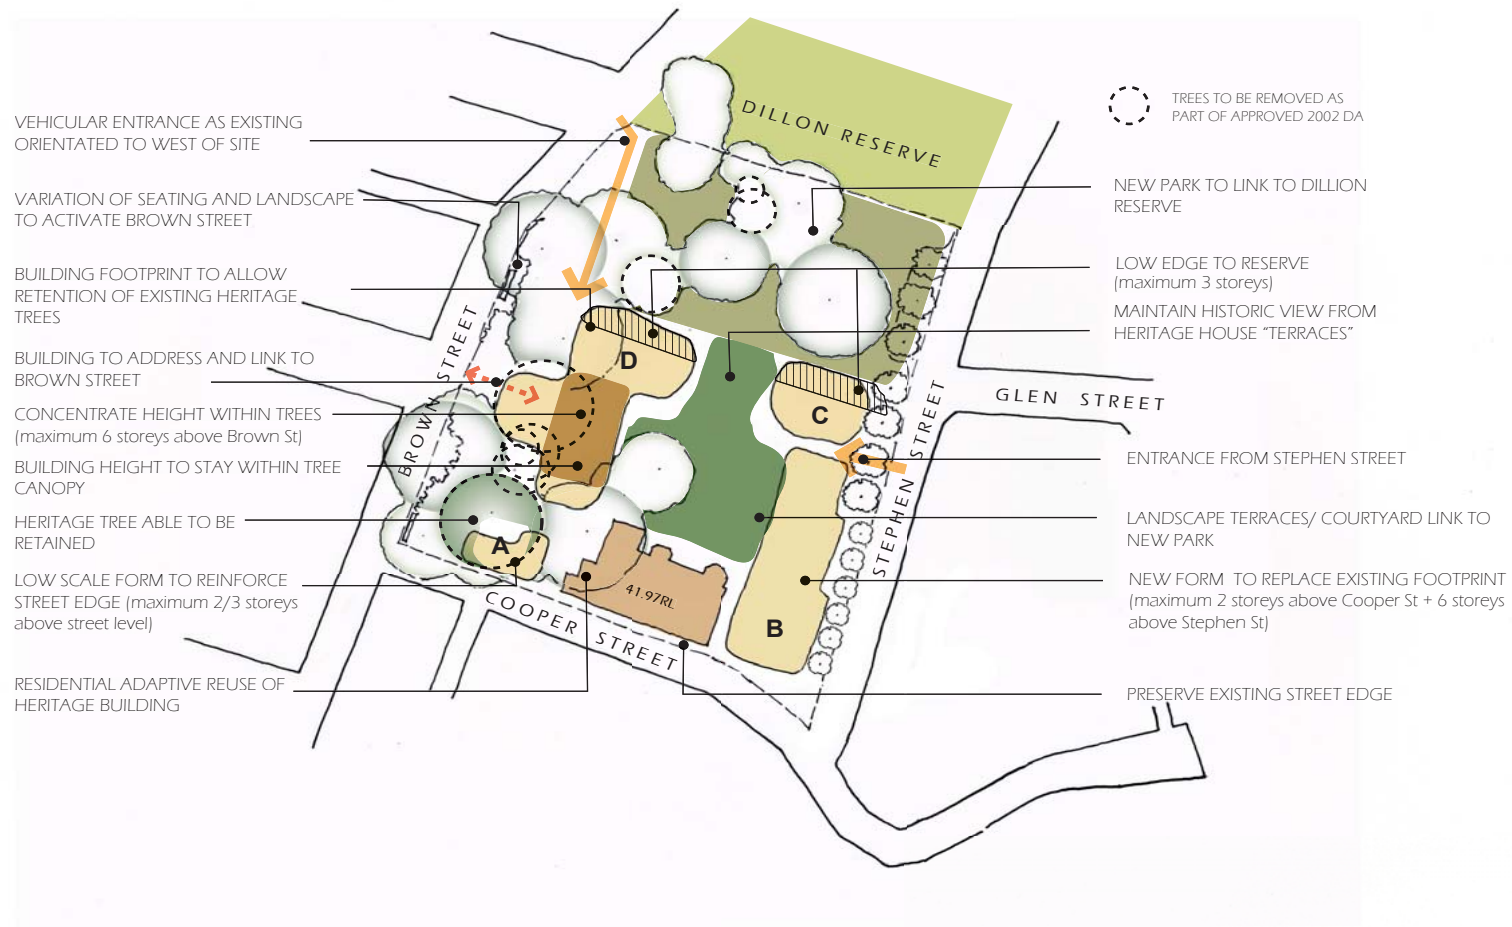 VEHICULAR ENTRANCE AS EXISTING
ORIENTATED TO WEST OF SITE
VARIATION OF SEATING AND LANDSCAPE
TO ACTIVATE BROWN STREET
BUILDING FOOTPRINT TO ALLOW
RETENTION OF EXISTING HERITAGE
TREES
BUILDING TO ADDRESS AND LINK TO
BROWN STREET
CONCENTRATE HEIGHT WITHIN TREES
(maximum 6 storeys above Brown St)
BUILDING HEIGHT TO STAY WITHIN TREE
CANOPY
HERITAGE TREE ABLE TO BE
RETAINED
LOW SCALE FORM TO REINFORCE
STREET EDGE (maximum 2/3 storeys
above street level)
RESIDENTIAL ADAPTIVE REUSE OF
HERITAGE BUILDING
DILLON RESERVE
BROWN STREET
D
C
A
B
41.97RL
COOPER STREET
STEPHEN STREET
GLEN STREET
TREES TO BE REMOVED AS
PART OF APPROVED 2002 DA
NEW PARK TO LINK TO DILLION
RESERVE
LOW EDGE TO RESERVE
(maximum 3 storeys)
MAINTAIN HISTORIC VIEW FROM
HERITAGE HOUSE “TERRACES”
ENTRANCE FROM STEPHEN STREET
LANDSCAPE TERRACES/ COURTYARD LINK TO
NEW PARK
NEW FORM TO REPLACE EXISTING FOOTPRINT
(maximum 2 storeys above Cooper St + 6 storeys
above Stephen St)
PRESERVE EXISTING STREET EDGE